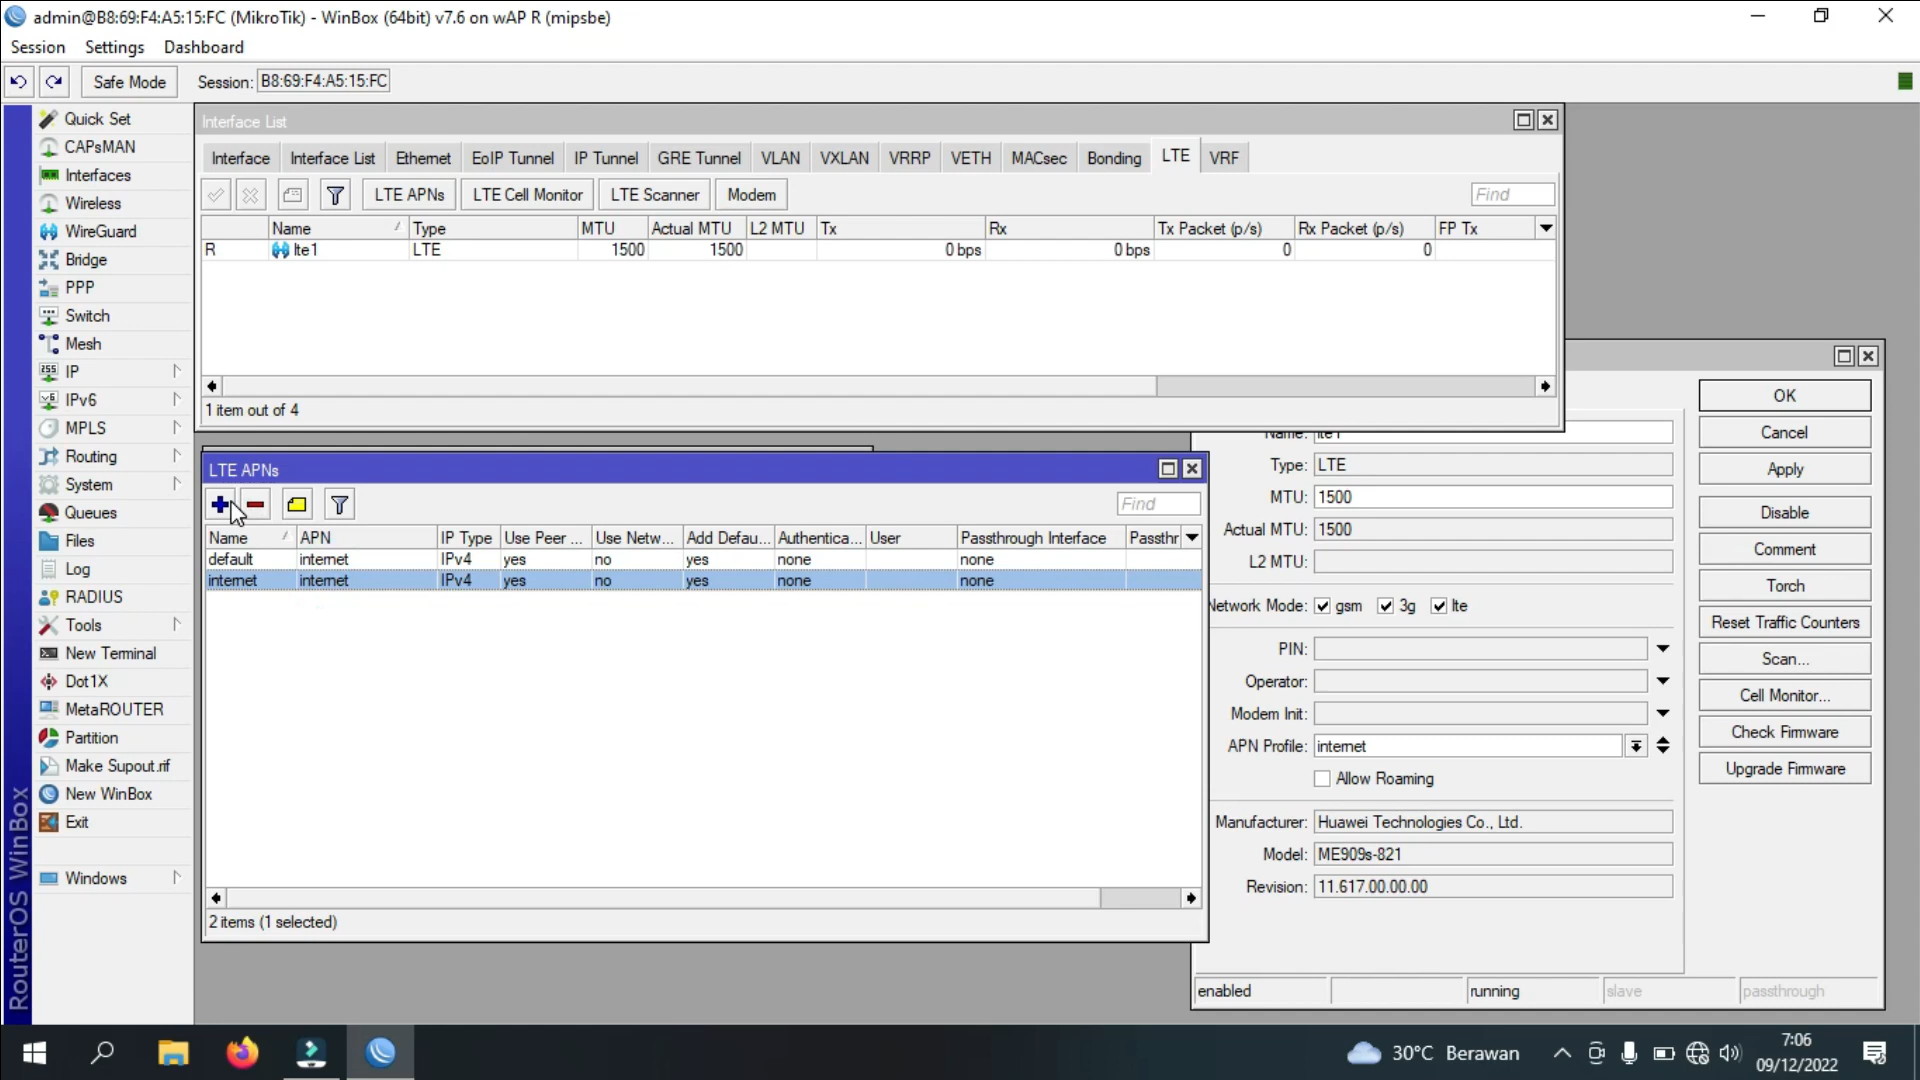 admin@B8:69:F4:A5:15:FC (MikroTik) - WinBox (64bit) v7.6 on wAP R (mipsbe)
Session Settings Dashboard
Safe Mode Session: B8:69:F4:A5:15:FC
Quick Set
CAPsMAN
Interfaces
Wireless
WireGuard
Bridge
PPP
Switch
Mesh
IP
IPv6
MPLS
Routing
System
Queues
Files
Log
RADIUS
Tools
New Terminal
Dot1X
MetaROUTER
Partition
Make Supout.rif
New WinBox
Exit
Windows
RouterOS WinBox
Interface List
Interface Interface List Ethernet EoIP Tunnel IP Tunnel GRE Tunnel VLAN VXLAN VRRP VETH MACsec Bonding LTE VRF
LTE APNs LTE Cell Monitor LTE Scanner Modem Find
Name Type MTU Actual MTU L2 MTU Tx Rx Tx Packet (p/s) Rx Packet (p/s) FP Tx
R lte1 LTE 1500 1500 0 bps 0 bps 0 0
1 item out of 4
LTE APNs
Find
Name APN IP Type Use Peer ... Use Netw... Add Defau... Authentica... User Passthrough Interface Passthr
default internet IPv4 yes no yes none none
internet internet IPv4 yes no yes none none
2 items (1 selected)
Name: lte1
Type: LTE
MTU: 1500
Actual MTU: 1500
L2 MTU:
Network Mode: gsm 3g lte
PIN:
Operator:
Modem Init:
APN Profile: internet
Allow Roaming
Manufacturer: Huawei Technologies Co., Ltd.
Model: ME909s-821
Revision: 11.617.00.00.00
OK
Cancel
Apply
Disable
Comment
Torch
Reset Traffic Counters
Scan...
Cell Monitor...
Check Firmware
Upgrade Firmware
enabled running slave passthrough
30°C Berawan
7:06
09/12/2022